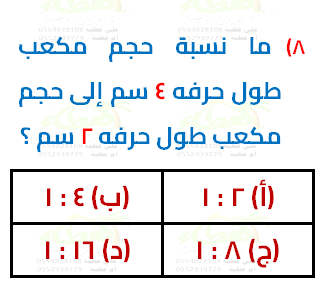 ٨) ما نسبة حجم مكعب
طول حرفه ٤ سم إلى حجم
مكعب طول حرفه ٢ سم ؟
(أ) ٢ : ١
(ب) ٤ : ١
(ج) ٨ : ١
(د) ١٦ : ١